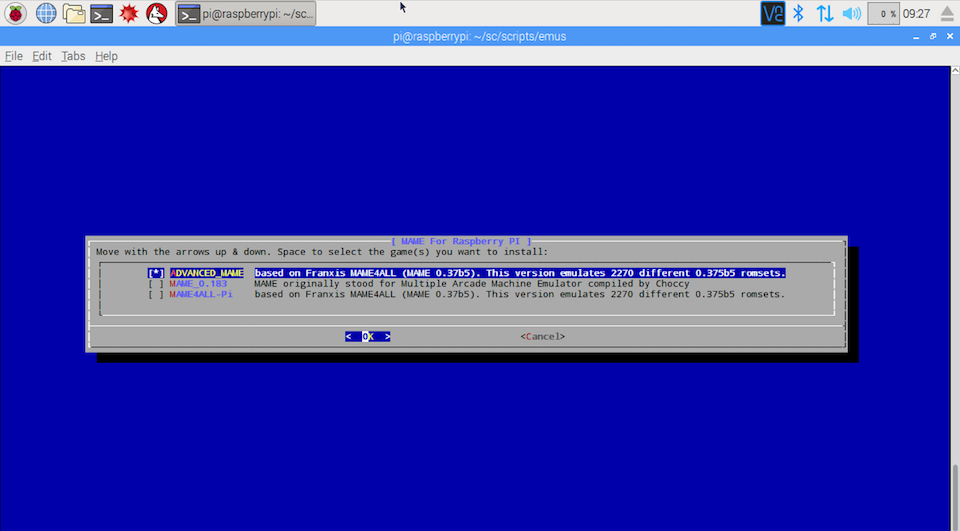 pi@raspberrypi: ~/sc...
0 %
09:27
pi@raspberrypi: ~/sc/scripts/emus
File Edit Tabs Help
[ MAME For Raspberry PI ]
Move with the arrows up & down. Space to select the game(s) you want to install:
[*] ADVANCED_MAME based on Franxis MAME4ALL (MAME 0.37b5). This version emulates 2270 different 0.375b5 romsets.
[ ] MAME_0.183 MAME originally stood for Multiple Arcade Machine Emulator compiled by Choccy
[ ] MAME4ALL-Pi based on Franxis MAME4ALL (MAME 0.37b5). This version emulates 2270 different 0.375b5 romsets.
< OK > <Cancel>